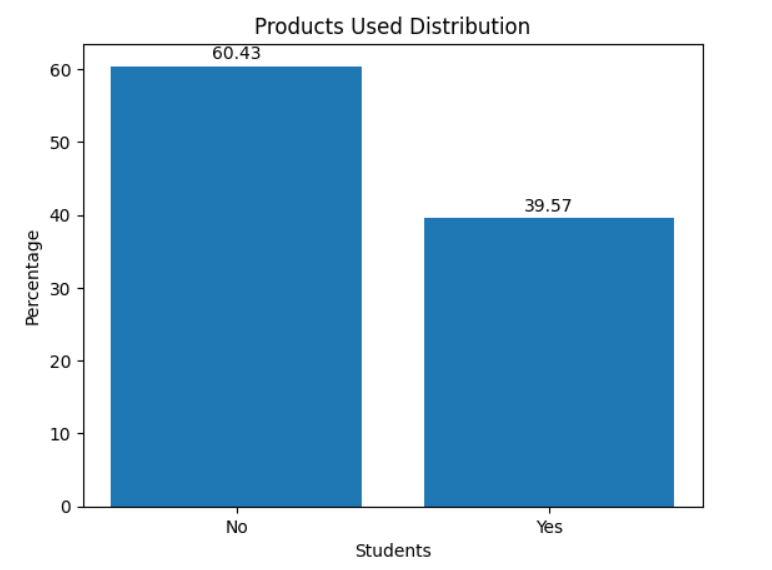 Products Used Distribution
60.43
39.57
Percentage
60
50
40
30
20
10
0
No
Yes
Students